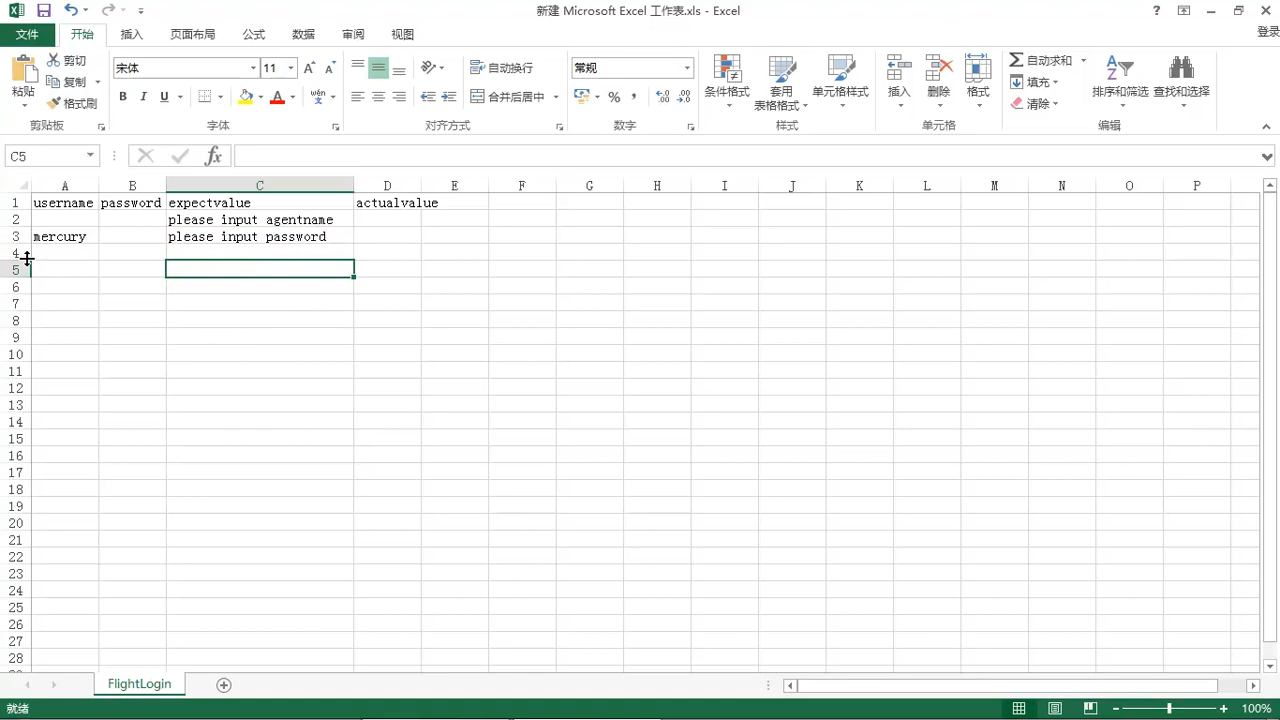 新建 Microsoft Excel 工作表.xls - Excel
文件 开始 插入 页面布局 公式 数据 审阅 视图 登录
剪切
复制
格式刷
粘贴
剪贴板
宋体 11
B I U
字体
自动换行
合并后居中
对齐方式
常规
%
数字
条件格式 套用 表格格式 单元格样式
样式
插入 删除 格式
单元格
自动求和
填充
清除
排序和筛选 查找和选择
编辑
C5 fx
A B C D E F G H I J K L M N O P
1 username password expectvalue actualvalue
2 please input agentname
3 mercury please input password
4
5
6
7
8
9
10
11
12
13
14
15
16
17
18
19
20
21
22
23
24
25
26
27
28
FlightLogin
就绪 100%